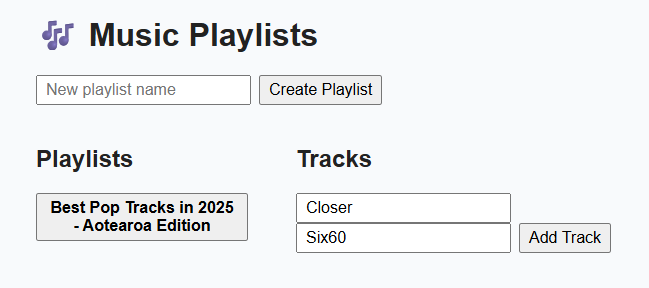 Music Playlists
New playlist name
Create Playlist
Playlists
Best Pop Tracks in 2025
- Aotearoa Edition
Tracks
Closer
Six60
Add Track